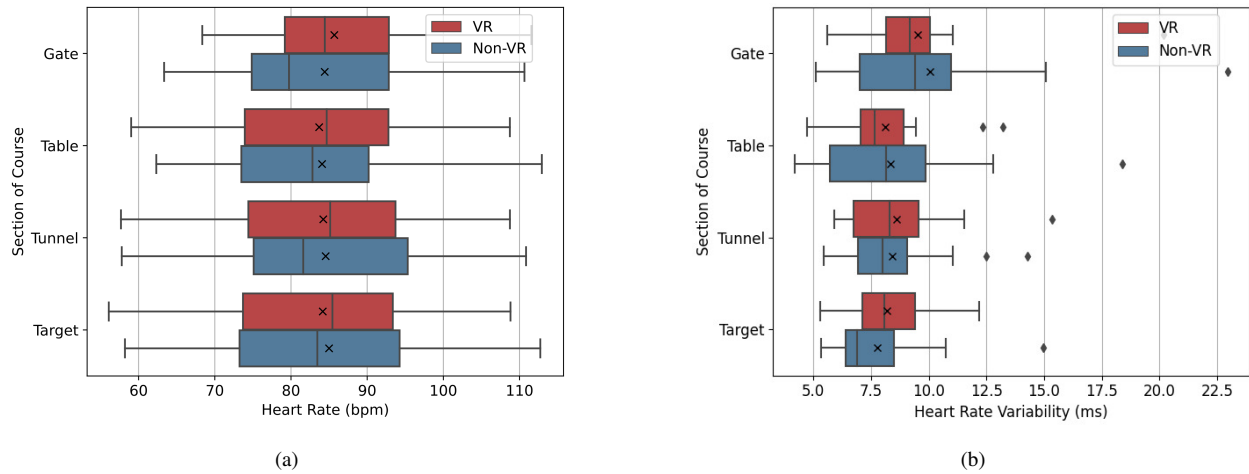 VR
Non-VR
Gate
Table
Tunnel
Target
Section of Course
60 70 80 90 100 110
Heart Rate (bpm)
(a)
VR
Non-VR
Gate
Table
Tunnel
Target
Section of Course
5.0 7.5 10.0 12.5 15.0 17.5 20.0 22.5
Heart Rate Variability (ms)
(b)